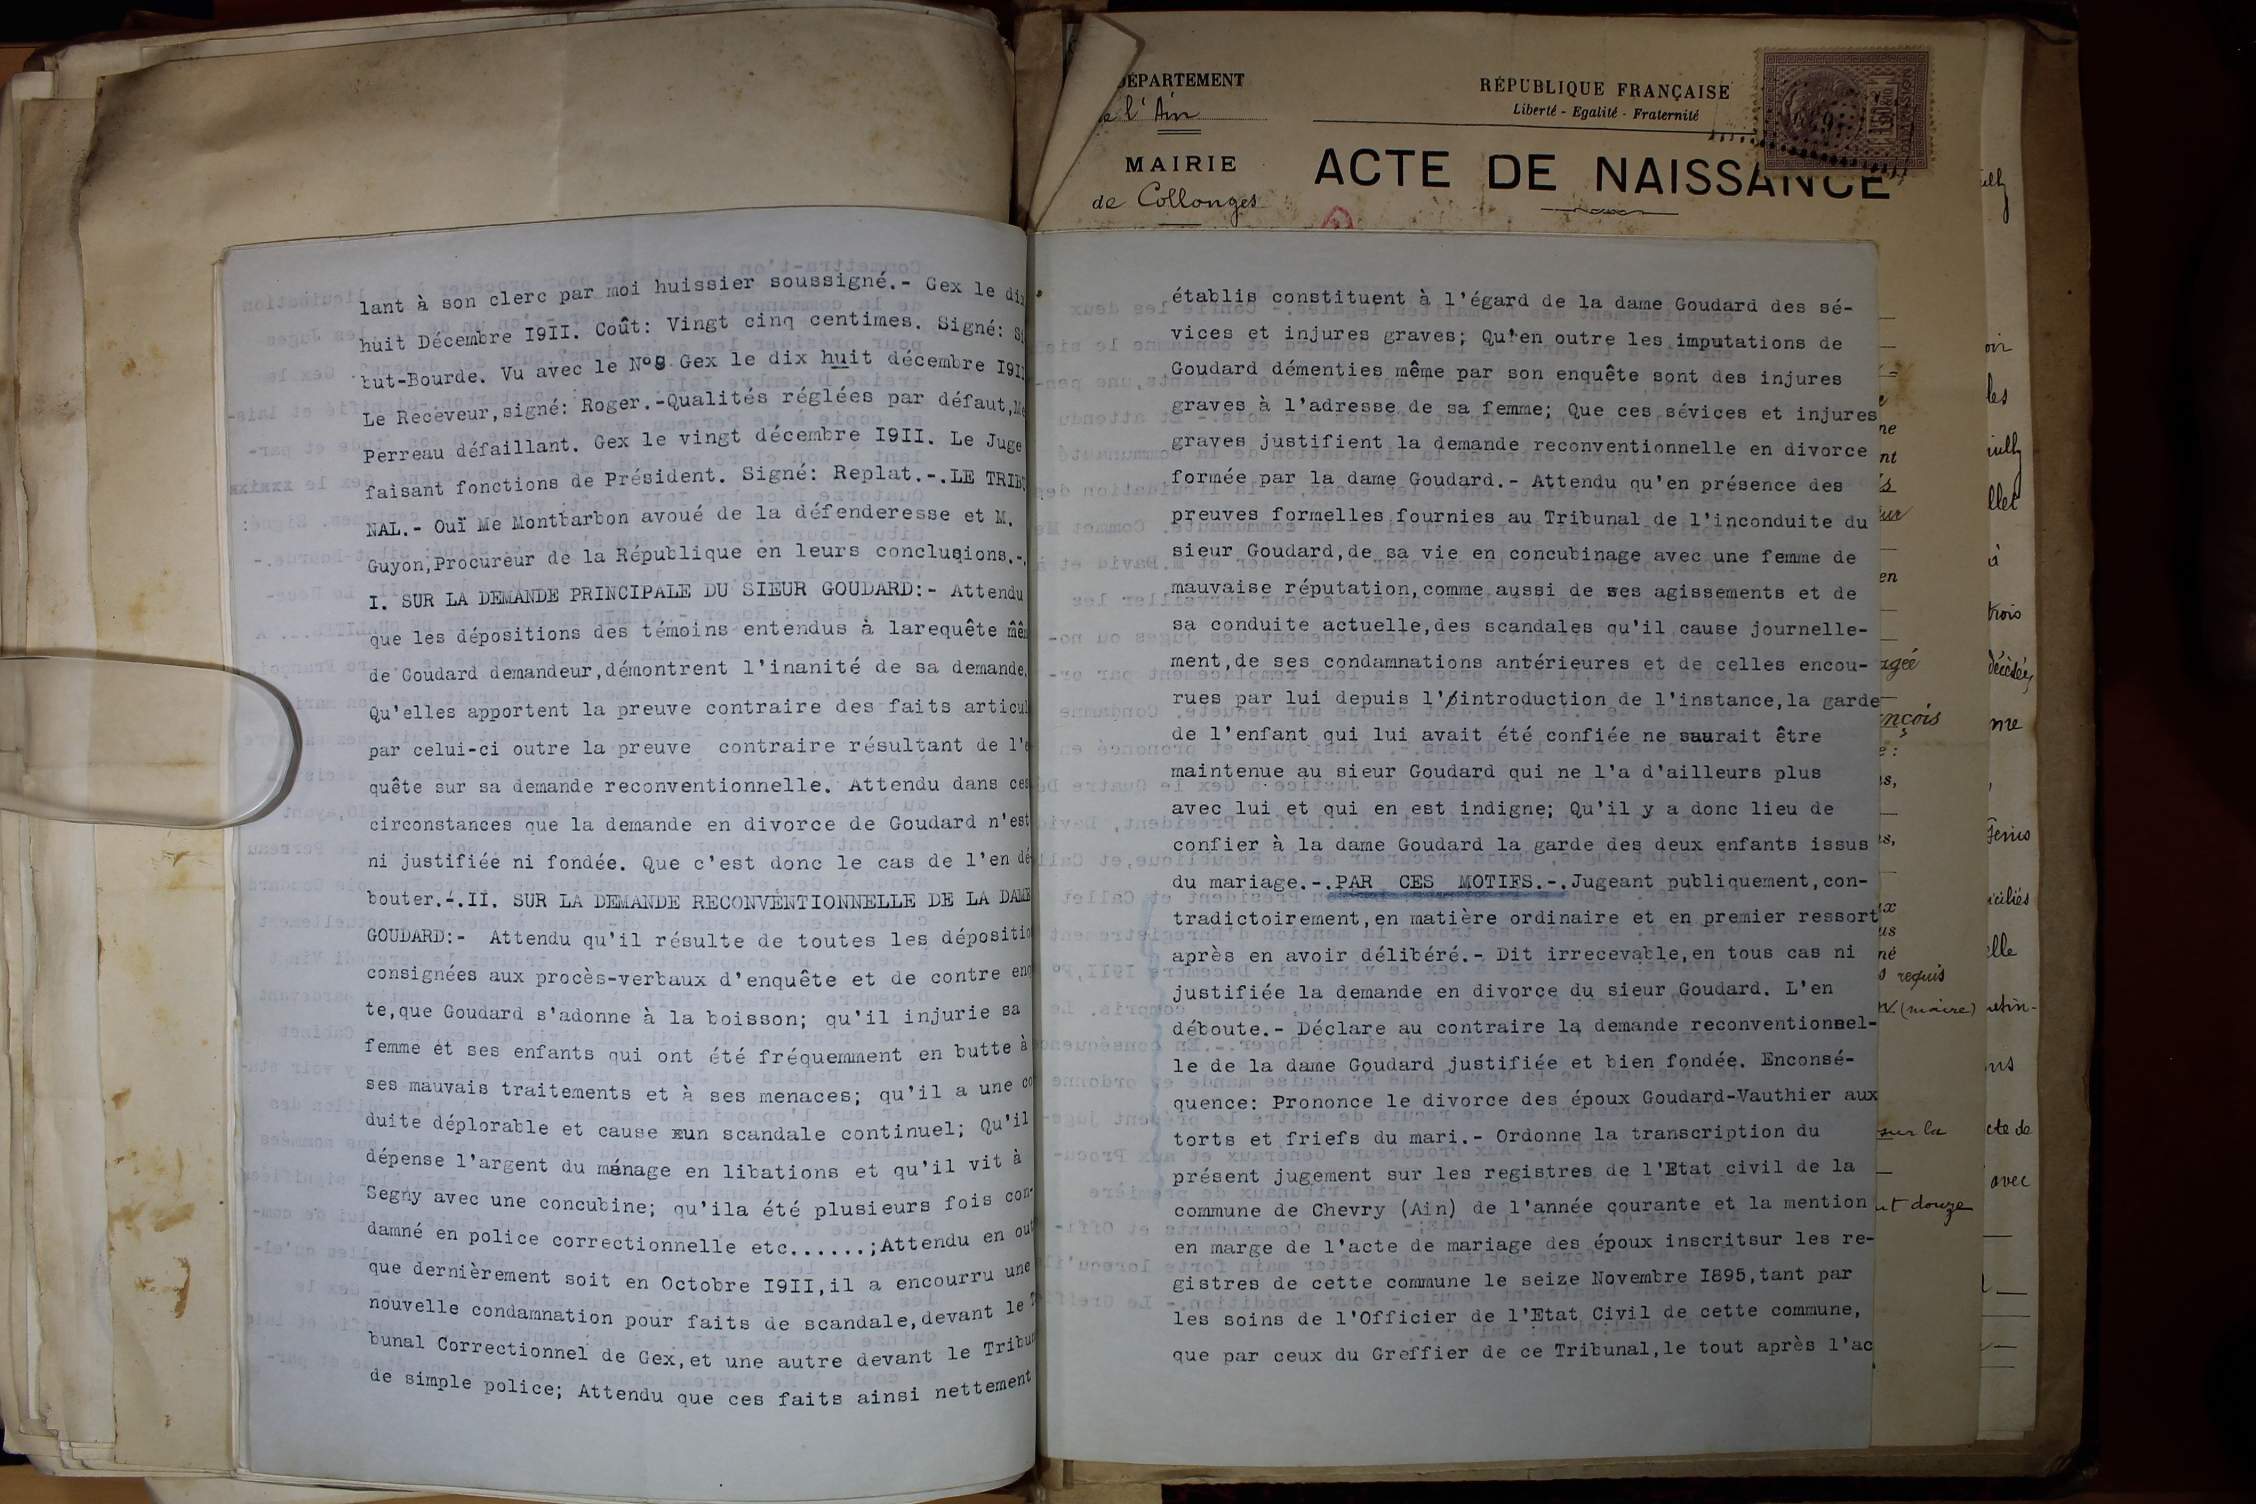 lant à son clerc par moi huissier soussigné.- Gex le dix
huit Décembre I9II. Coût: Vingt cinq centimes. Signé: Si
but-Bourde. Vu avec le Nº8 Gex le dix huit décembre I9II
Le Receveur,signé: Roger.-Qualités réglées par défaut,Me
Perreau défaillant. Gex le vingt décembre I9II. Le Juge
faisant fonctions de Président. Signé: Replat.-.LE TRIBU
NAL.- Ouï Me Montbarbon avoué de la défenderesse et M.
Guyon,Procureur de la République en leurs conclusions.-.
I. SUR LA DEMANDE PRINCIPALE DU SIEUR GOUDARD:- Attendu
que les dépositions des témoins entendus à larequête mêm
de Goudard demandeur,démontrent l'inanité de sa demande,
Qu'elles apportent la preuve contraire des faits articul
par celui-ci outre la preuve contraire résultant de l'e
quête sur sa demande reconventionnelle. Attendu dans ces
circonstances que la demande en divorce de Goudard n'est
ni justifiée ni fondée. Que c'est donc le cas de l'en dé
bouter.-.II. SUR LA DEMANDE RECONVENTIONNELLE DE LA DAME
GOUDARD:- Attendu qu'il résulte de toutes les dépositio
consignées aux procès-verbaux d'enquête et de contre enq
te,que Goudard s'adonne à la boisson; qu'il injurie sa
femme et ses enfants qui ont été fréquemment en butte à
ses mauvais traitements et à ses menaces; qu'il a une co
duite déplorable et cause xun scandale continuel; Qu'il
dépense l'argent du ménage en libations et qu'il vit à
Segny avec une concubine; qu'ila été plusieurs fois con-
damné en police correctionnelle etc......;Attendu en out
que dernièrement soit en Octobre I9II,il a encourru une
nouvelle condamnation pour faits de scandale,devant le T
bunal Correctionnel de Gex,et une autre devant le Tribun
de simple police; Attendu que ces faits ainsi nettement
DÉPARTEMENT
de l'Ain
MAIRIE
de Collonges
RÉPUBLIQUE FRANÇAISE
Liberté - Egalité - Fraternité
ACTE DE NAISSANCE
établis constituent à l'égard de la dame Goudard des sé-
vices et injures graves; Qu'en outre les imputations de
Goudard démenties même par son enquête sont des injures
graves à l'adresse de sa femme; Que ces sévices et injures
graves justifient la demande reconventionnelle en divorce
formée par la dame Goudard.- Attendu qu'en présence des
preuves formelles fournies au Tribunal de l'inconduite du
sieur Goudard,de sa vie en concubinage avec une femme de
mauvaise réputation,comme aussi de ses agissements et de
sa conduite actuelle,des scandales qu'il cause journelle-
ment,de ses condamnations antérieures et de celles encou-
rues par lui depuis l'introduction de l'instance,la garde
de l'enfant qui lui avait été confiée ne saurait être
maintenue au sieur Goudard qui ne l'a d'ailleurs plus
avec lui et qui en est indigne; Qu'il y a donc lieu de
confier à la dame Goudard la garde des deux enfants issus
du mariage.-.PAR CES MOTIFS.-.Jugeant publiquement,con-
tradictoirement,en matière ordinaire et en premier ressort
après en avoir délibéré.- Dit irrecevable,en tous cas ni
justifiée la demande en divorce du sieur Goudard. L'en
déboute.- Déclare au contraire la demande reconventionnel-
le de la dame Goudard justifiée et bien fondée. Enconsé-
quence: Prononce le divorce des époux Goudard-Vauthier aux
torts et friefs du mari.- Ordonne la transcription du
présent jugement sur les registres de l'Etat civil de la
commune de Chevry (Ain) de l'année courante et la mention
en marge de l'acte de mariage des époux inscritsur les re-
gistres de cette commune le seize Novembre I895,tant par
les soins de l'Officier de l'Etat Civil de cette commune,
que par ceux du Greffier de ce Tribunal,le tout après l'ac